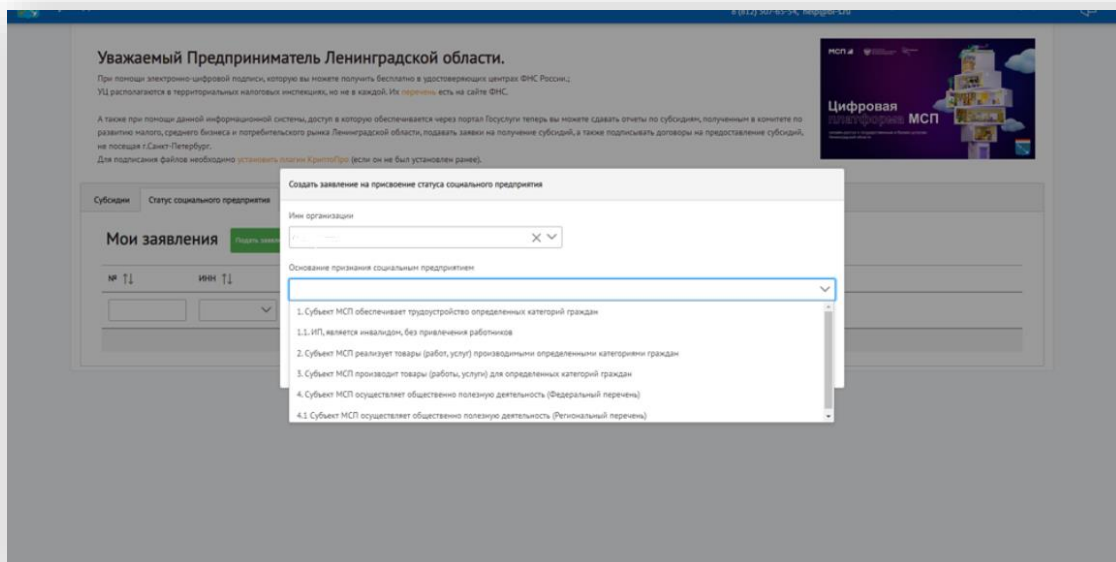 8 (812) 507-65-54, help@br-t.ru
Уважаемый Предприниматель Ленинградской области.
При помощи электронно-цифровой подписи, которую вы можете получить бесплатно в удостоверяющих центрах ФНС России.;
УЦ располагаются в территориальных налоговых инспекциях, но не в каждой. Их перечень есть на сайте ФНС.
А также при помощи данной информационной системы, доступ в которую обеспечивается через портал Госуслуги теперь вы можете сдавать отчеты по субсидиям, полученным в комитете по
развитию малого, среднего бизнеса и потребительского рынка Ленинградской области, подавать заявки на получение субсидий, а также подписывать договоры на предоставление субсидий,
не посещая г.Санкт-Петербург.
Для подписания файлов необходимо установить плагин КриптоПро (если он не был установлен ранее).
МСП
Цифровая
платформа МСП
Субсидии
Статус социального предприятия
Мои заявления
Подать
№
ИНН
Создать заявление на присвоение статуса социального предприятия
Инн организации
Основание признания социальным предприятием
1. Субъект МСП обеспечивает трудоустройство определенных категорий граждан
1.1. ИП, является инвалидом, без привлечения работников
2. Субъект МСП реализует товары (работ, услуг) производимыми определенными категориями граждан
3. Субъект МСП производит товары (работы, услуги) для определенных категорий граждан
4. Субъект МСП осуществляет общественно полезную деятельность (Федеральный перечень)
4.1 Субъект МСП осуществляет общественно полезную деятельность (Региональный перечень)